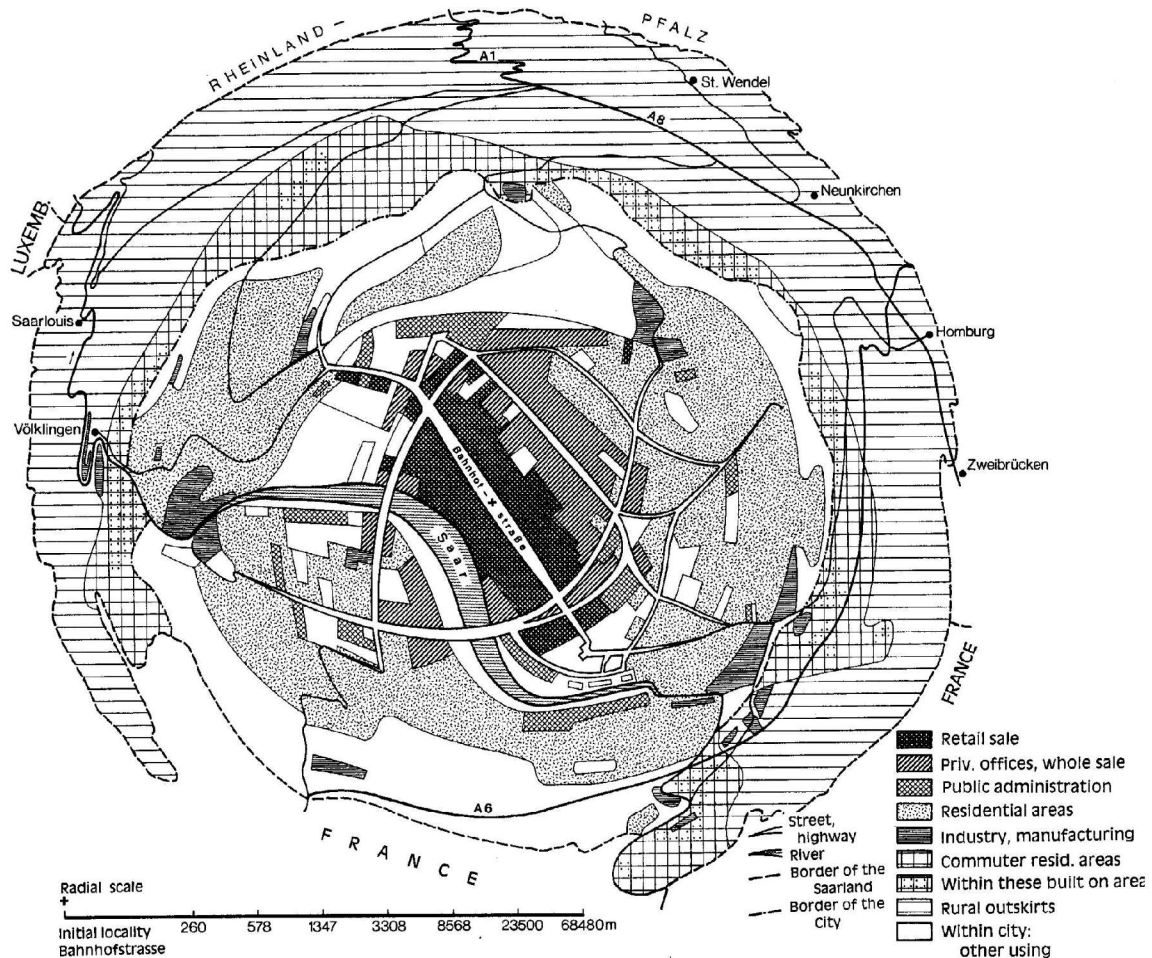 RHEINLAND –
PFALZ
A1
St. Wendel
A8
Neunkirchen
LUXEMB.
Saarlouis
Homburg
Völklingen
Zweibrücken
Bahnhof –
straße
Saar
FRANCE
A6
FRANCE
Retail sale
Priv. offices, whole sale
Public administration
Residential areas
Industry, manufacturing
Commuter resid. areas
Within these built on area
Rural outskirts
Within city:
other using
Street,
highway
River
Border of the
Saarland
Border of the
City
Radial scale
Initial locality
Bahnhofstrasse
260 578 1347 3308 8568 23500 68480m